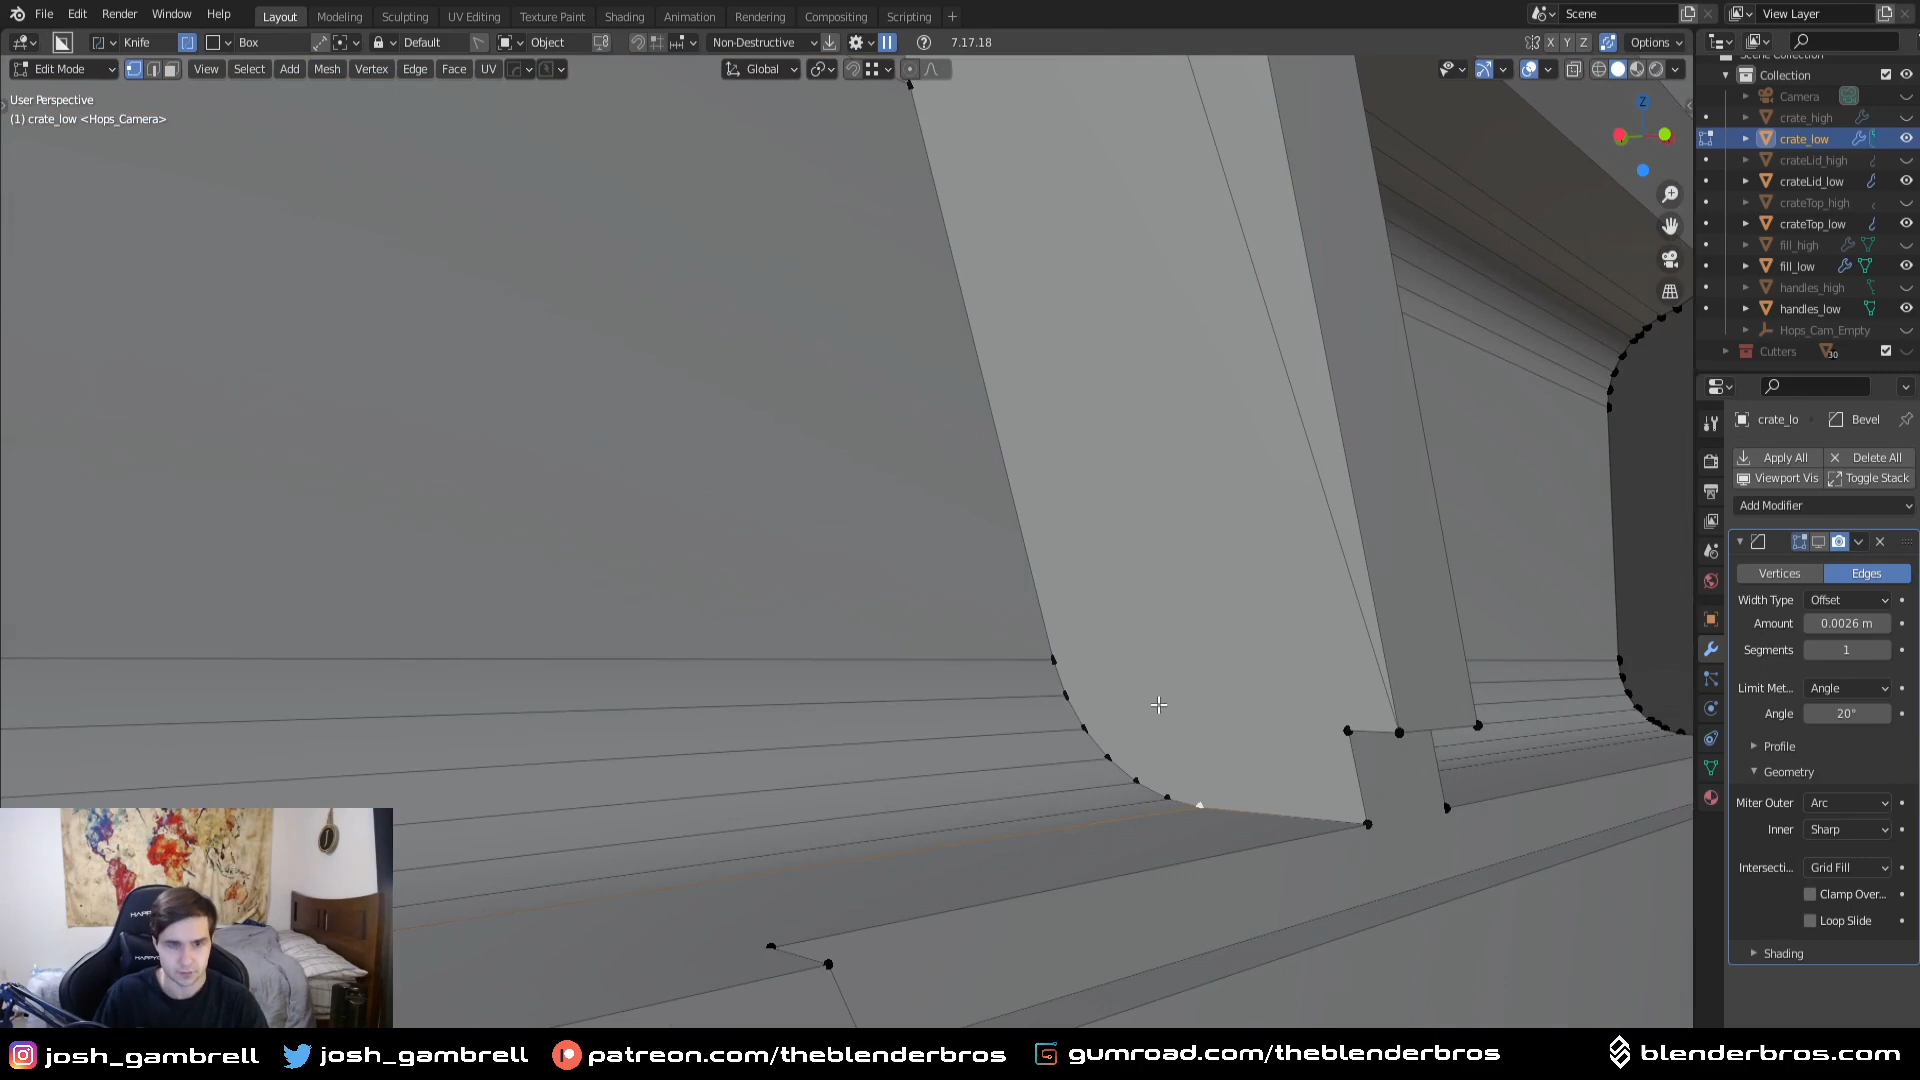 File Edit Render Window Help Layout Modeling Sculpting UV Editing Texture Paint Shading Animation Rendering Compositing Scripting + Scene View Layer
Knife Box Default Object Non-Destructive 7.17.18 X Y Z Options
Edit Mode View Select Add Mesh Vertex Edge Face UV Global
User Perspective
(1) crate_low <Hops_Camera>
Z
Collection
Camera
crate_high
crate_low
crateLid_high
crateLid_low
crateTop_high
crateTop_low
fill_high
fill_low
handles_high
handles_low
Hops_Cam_Empty
Cutters 30
crate_lo Bevel
Apply All Delete All
Viewport Vis Toggle Stack
Add Modifier
Vertices Edges
Width Type Offset
Amount 0.0026 m
Segments 1
Limit Met... Angle
Angle 20°
Profile
Geometry
Miter Outer Arc
Inner Sharp
Intersecti... Grid Fill
Clamp Over...
Loop Slide
Shading
josh_gambrell josh_gambrell patreon.com/theblenderbros gumroad.com/theblenderbros blenderbros.com